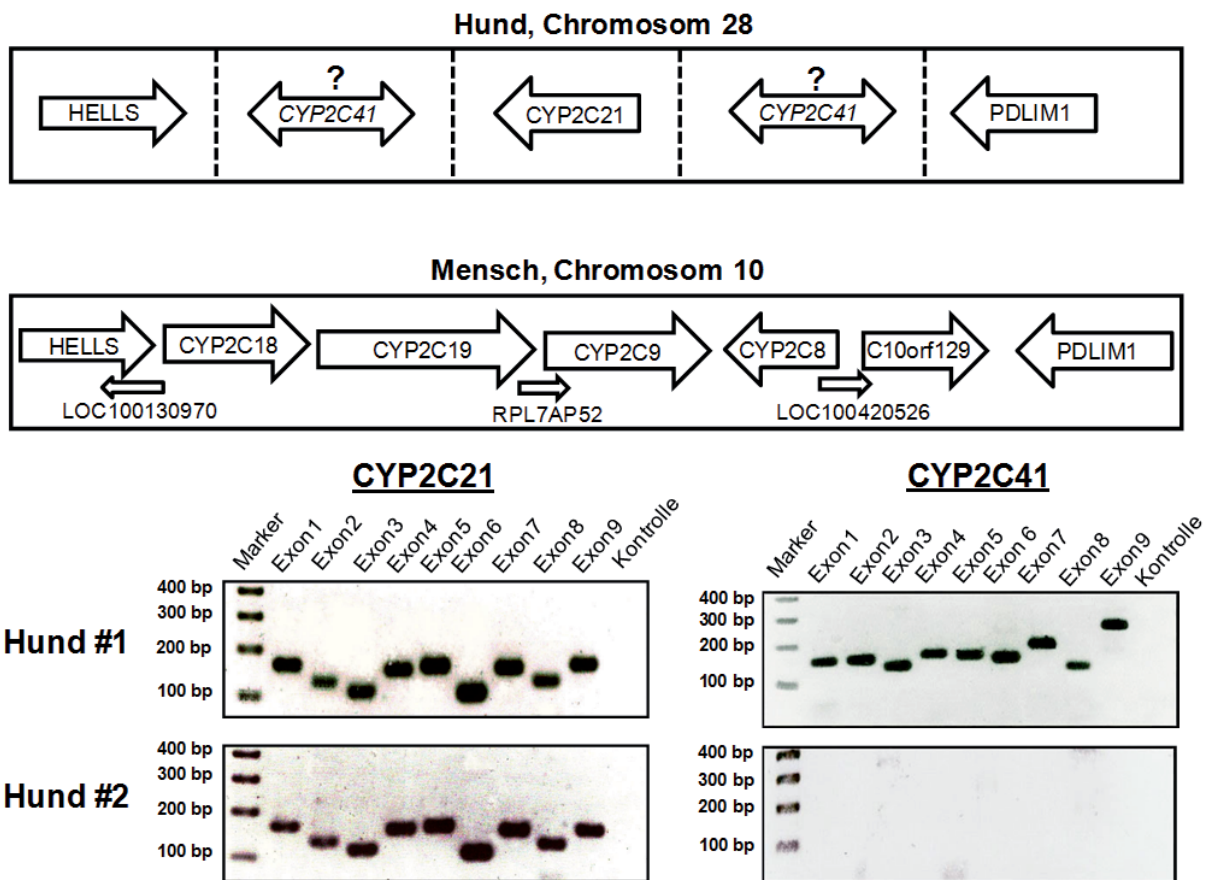 Hund, Chromosom 28
? ?
HELLS CYP2C41 CYP2C21 CYP2C41 PDLIM1
Mensch, Chromosom 10
HELLS CYP2C18 CYP2C19 CYP2C9 CYP2C8 C10orf129 PDLIM1
LOC100130970 RPL7AP52 LOC100420526
CYP2C21
Marker Exon1 Exon2 Exon3 Exon4 Exon5 Exon6 Exon7 Exon8 Exon9 Kontrolle
Hund #1
400 bp
300 bp
200 bp
100 bp
Hund #2
400 bp
300 bp
200 bp
100 bp
CYP2C41
Marker Exon1 Exon2 Exon3 Exon4 Exon5 Exon 6 Exon7 Exon8 Exon9 Kontrolle
400 bp
300 bp
200 bp
100 bp
400 bp
300 bp
200 bp
100 bp